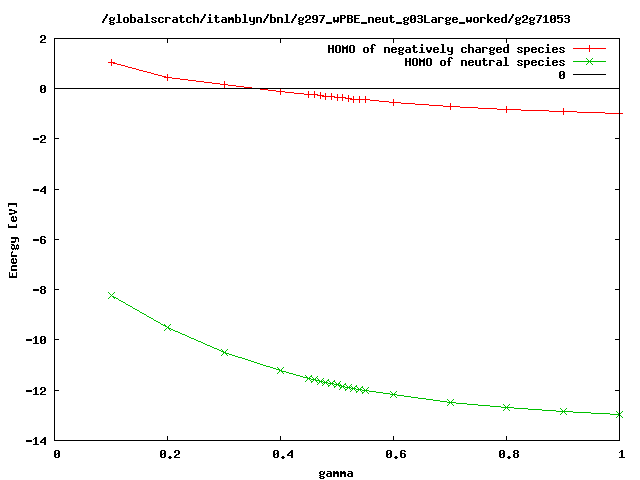 /globalscratch/itamblyn/bnl/g297_wPBE_neut_g03Large_worked/g2g71053
HOMO of negatively charged species
HOMO of neutral species
0
2
0
-2
-4
-6
-8
-10
-12
-14
Energy [eV]
0 0.2 0.4 0.6 0.8 1
gamma